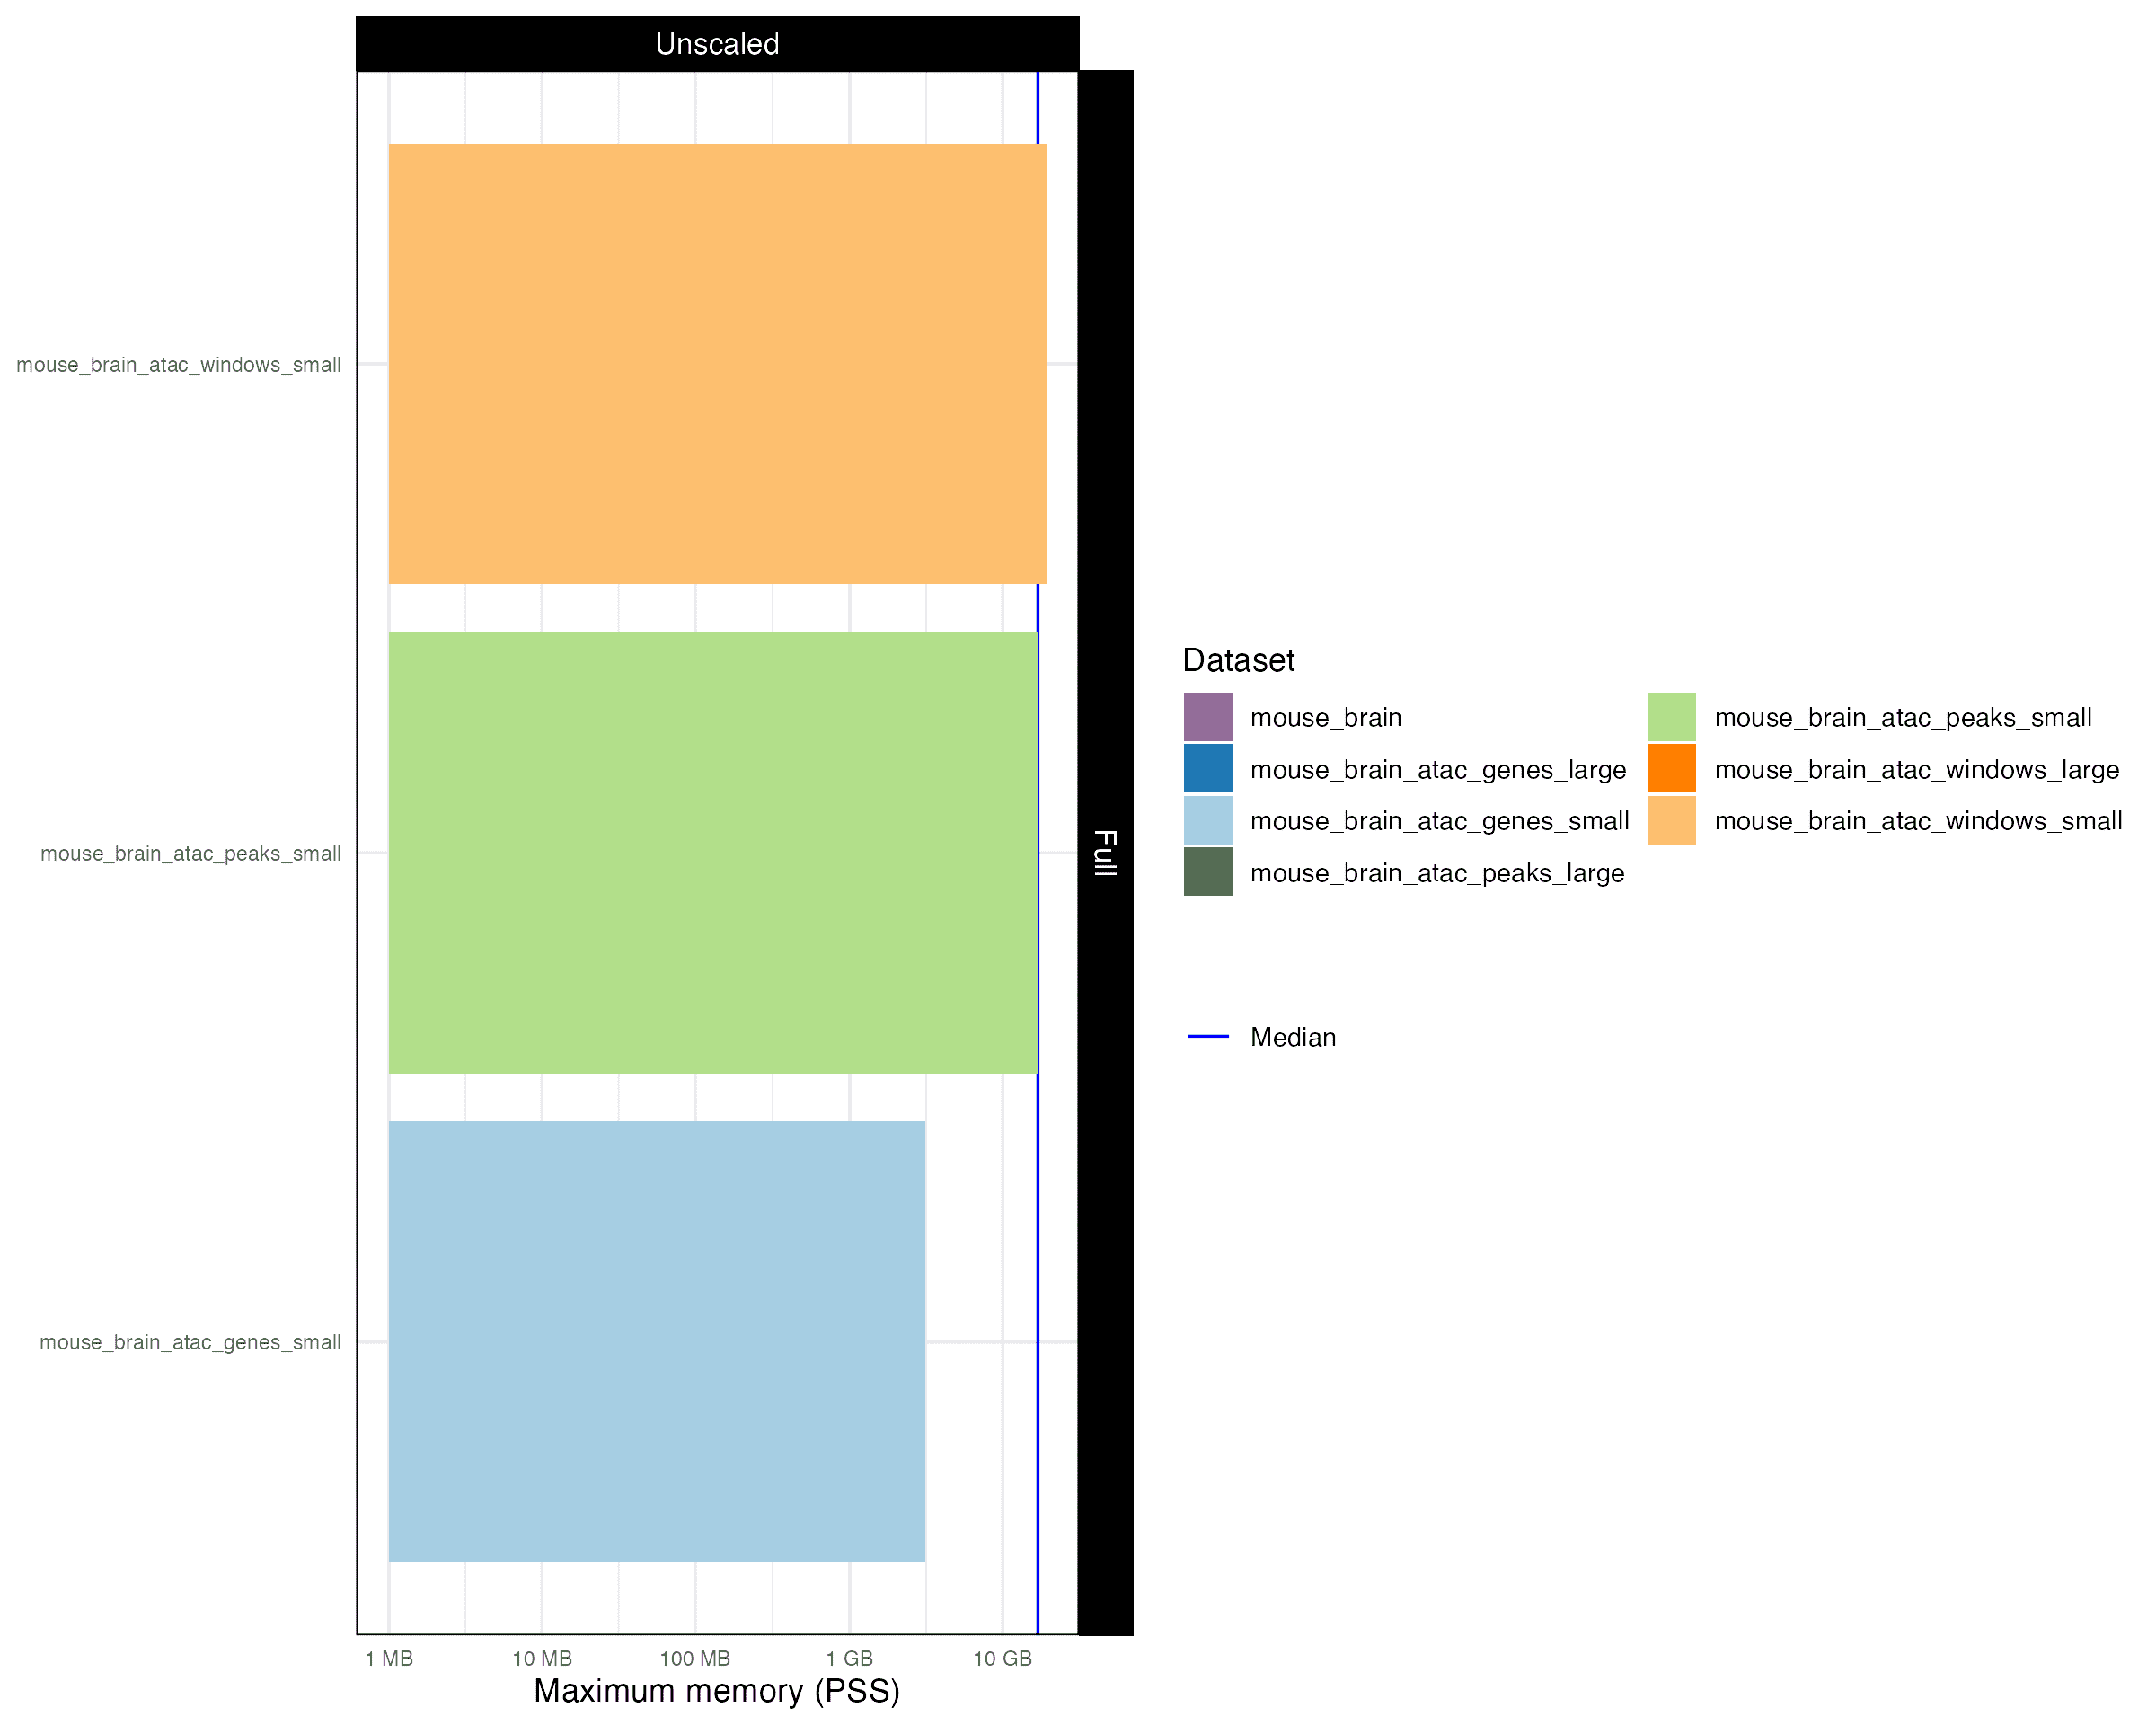 Unscaled
mouse_brain_atac_windows_small
mouse_brain_atac_peaks_small
mouse_brain_atac_genes_small
Full
1 MB 10 MB 100 MB 1 GB 10 GB
Maximum memory (PSS)
Dataset
mouse_brain
mouse_brain_atac_genes_large
mouse_brain_atac_genes_small
mouse_brain_atac_peaks_large
mouse_brain_atac_peaks_small
mouse_brain_atac_windows_large
mouse_brain_atac_windows_small
Median